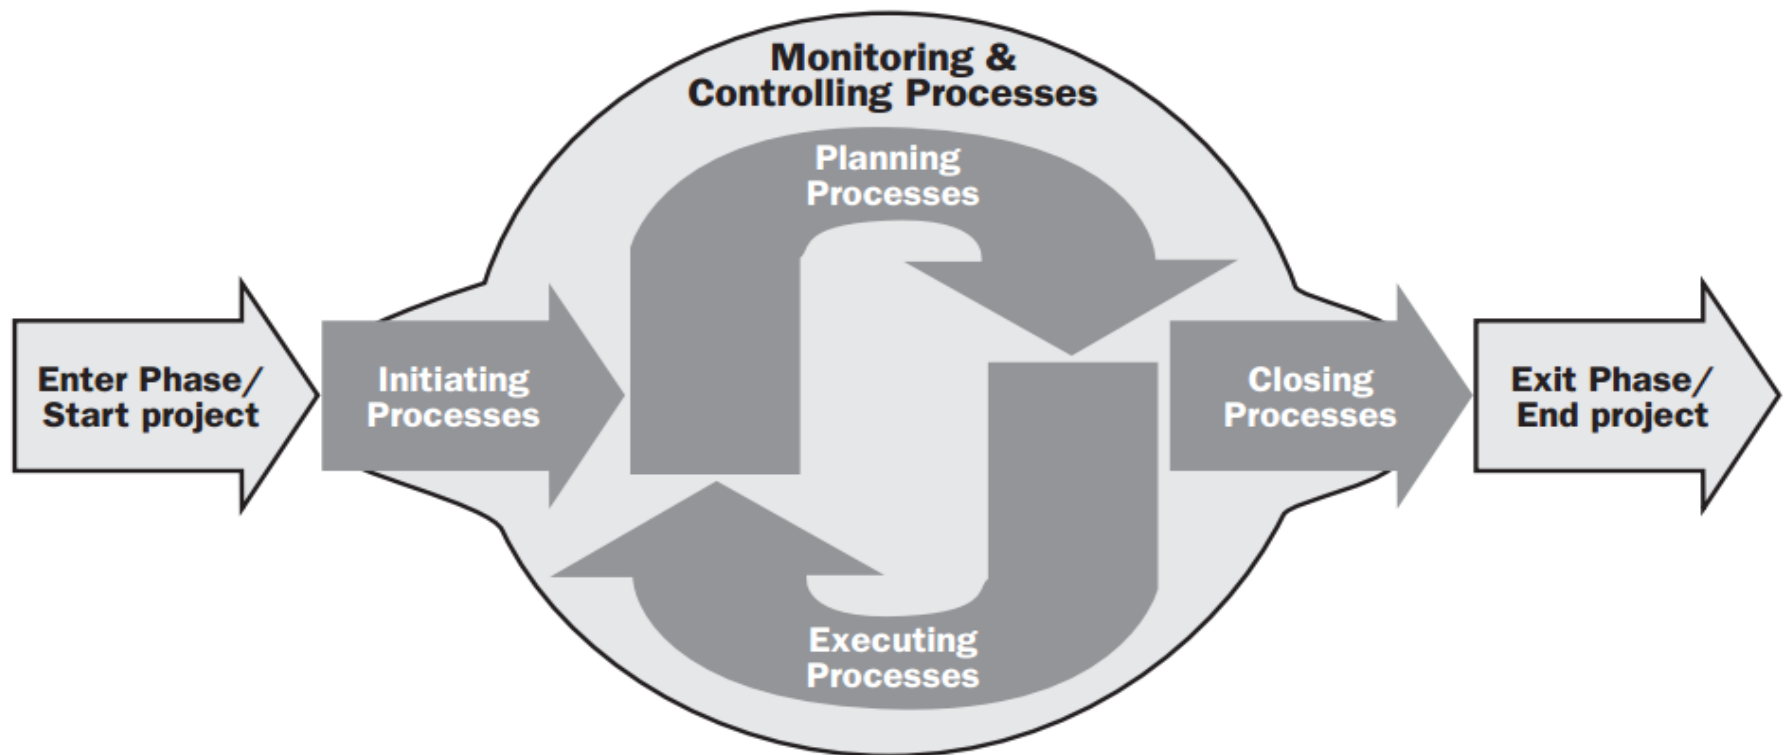 Monitoring &
Controlling Processes
Planning
Processes
Enter Phase/
Start project
Initiating
Processes
Closing
Processes
Exit Phase/
End project
Executing
Processes